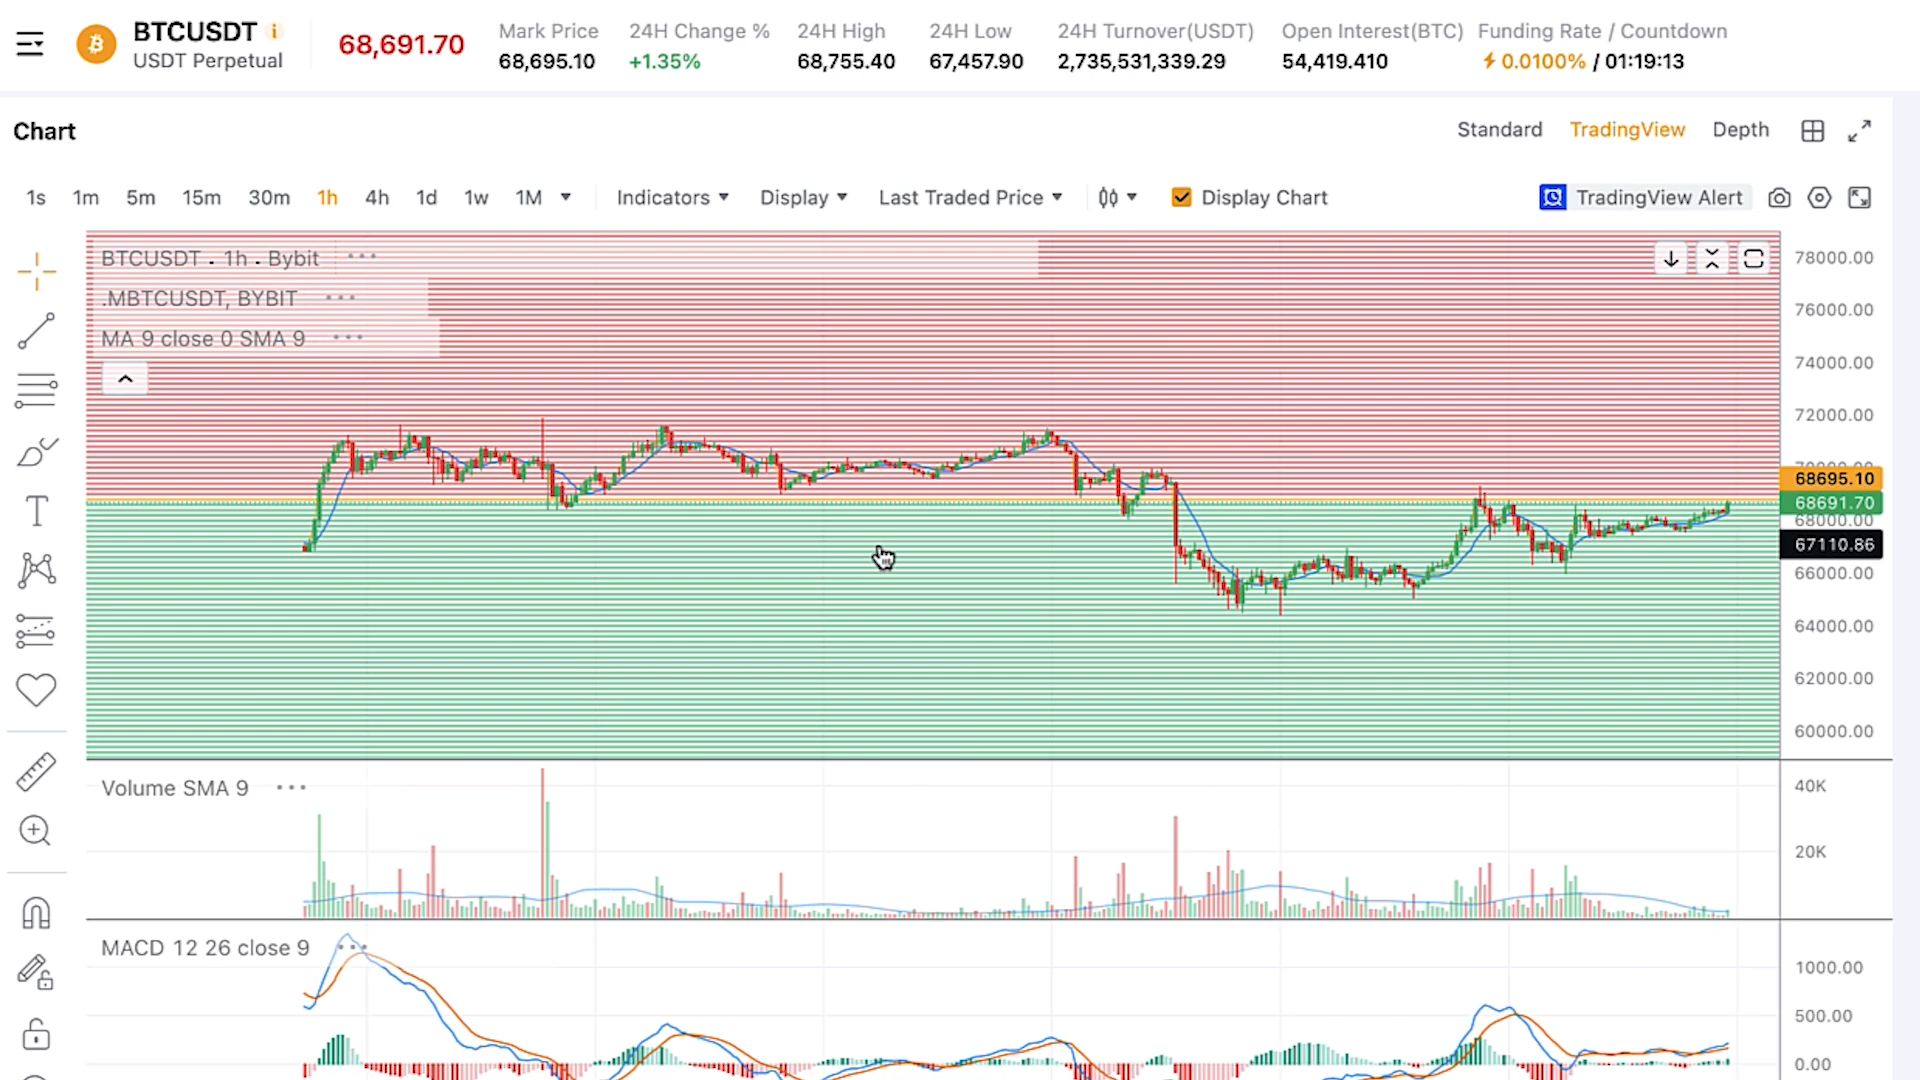 BTCUSDT i
USDT Perpetual
68,691.70
Mark Price
68,695.10
24H Change %
+1.35%
24H High
68,755.40
24H Low
67,457.90
24H Turnover(USDT)
2,735,531,339.29
Open Interest(BTC)
54,419.410
Funding Rate / Countdown
0.0100% / 01:19:13
Chart
Standard TradingView Depth
1s 1m 5m 15m 30m 1h 4h 1d 1w 1M Indicators Display Last Traded Price Display Chart TradingView Alert
BTCUSDT . 1h . Bybit
.MBTCUSDT, BYBIT
MA 9 close 0 SMA 9
78000.00
76000.00
74000.00
72000.00
70000.00
68695.10
68691.70
68000.00
67110.86
66000.00
64000.00
62000.00
60000.00
Volume SMA 9
40K
20K
MACD 12 26 close 9
1000.00
500.00
0.00